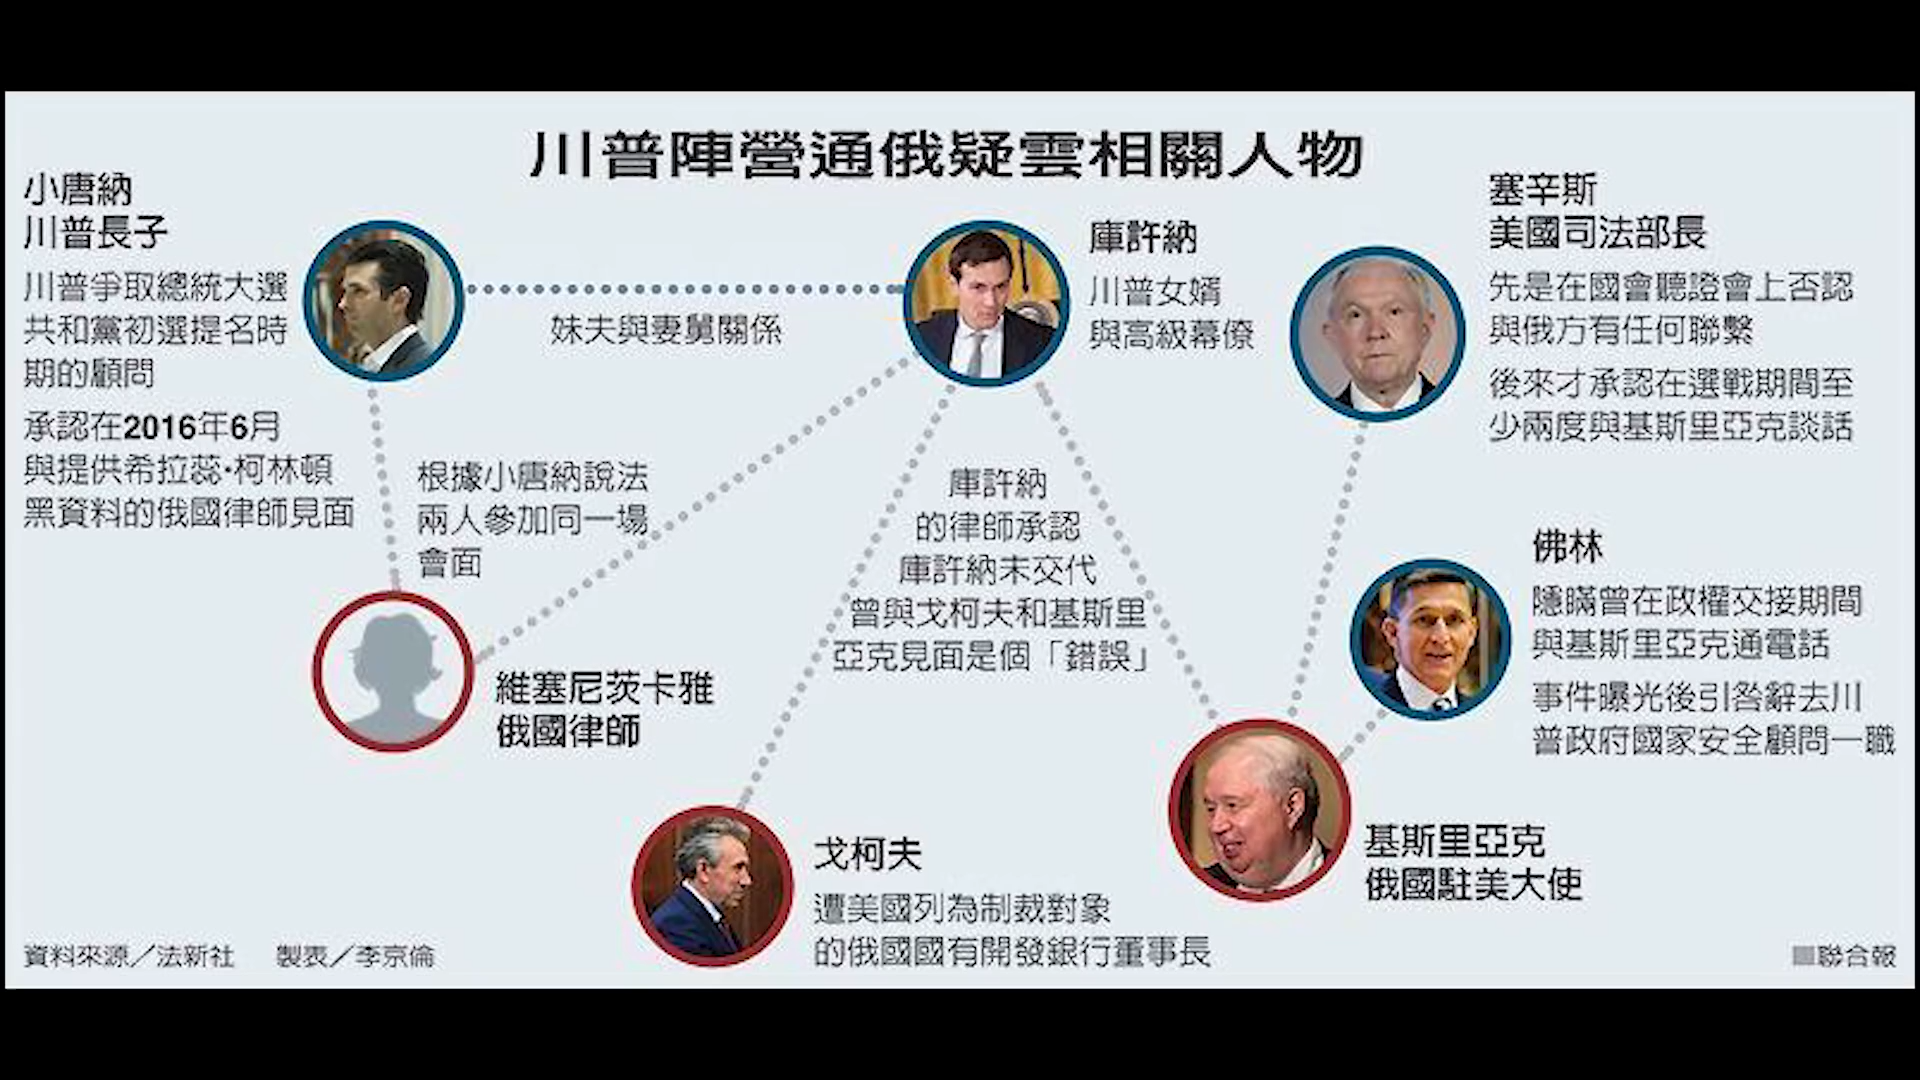 川普陣營通俄疑雲相關人物
小唐納
川普長子
川普爭取總統大選
共和黨初選提名時
期的顧問
承認在2016年6月
與提供希拉蕊·柯林頓
黑資料的俄國律師見面
妹夫與妻舅關係
庫許納
川普女婿
與高級幕僚
塞辛斯
美國司法部長
先是在國會聽證會上否認
與俄方有任何聯繫
後來才承認在選戰期間至
少兩度與基斯里亞克談話
根據小唐納說法
兩人參加同一場
會面
庫許納
的律師承認
庫許納未交代
曾與戈柯夫和基斯里
亞克見面是個「錯誤」
佛林
隱瞞曾在政權交接期間
與基斯里亞克通電話
事件曝光後引咎辭去川
普政府國家安全顧問一職
維塞尼茨卡雅
俄國律師
戈柯夫
遭美國列為制裁對象
的俄國國有開發銀行董事長
基斯里亞克
俄國駐美大使
資料來源／法新社 製表／李京倫
聯合報